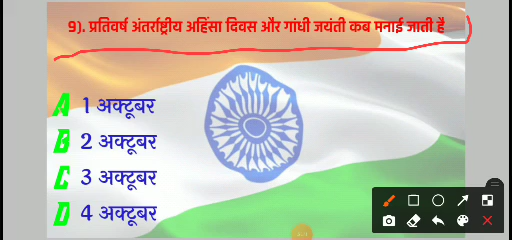 9). प्रतिवर्ष अंतर्राष्ट्रीय अहिंसा दिवस और गांधी जयंती कब मनाई जाती है
A 1 अक्टूबर
B 2 अक्टूबर
C 3 अक्टूबर
D 4 अक्टूबर